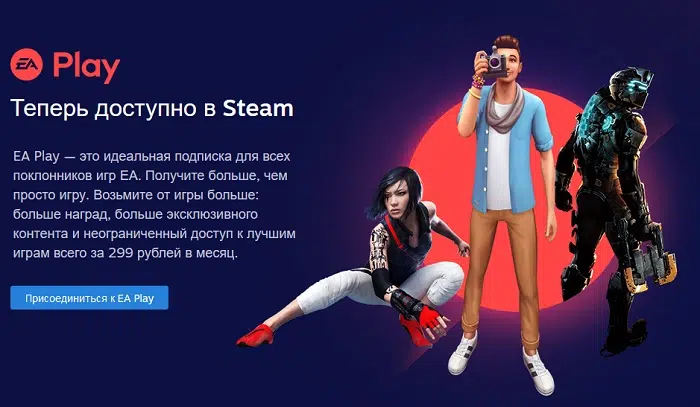 EA Play
Теперь доступно в Steam
EA Play — это идеальная подписка для всех
поклонников игр EA. Получите больше, чем
просто игру. Возьмите от игры больше:
больше наград, больше эксклюзивного
контента и неограниченный доступ к лучшим
играм всего за 299 рублей в месяц.
Присоединиться к EA Play